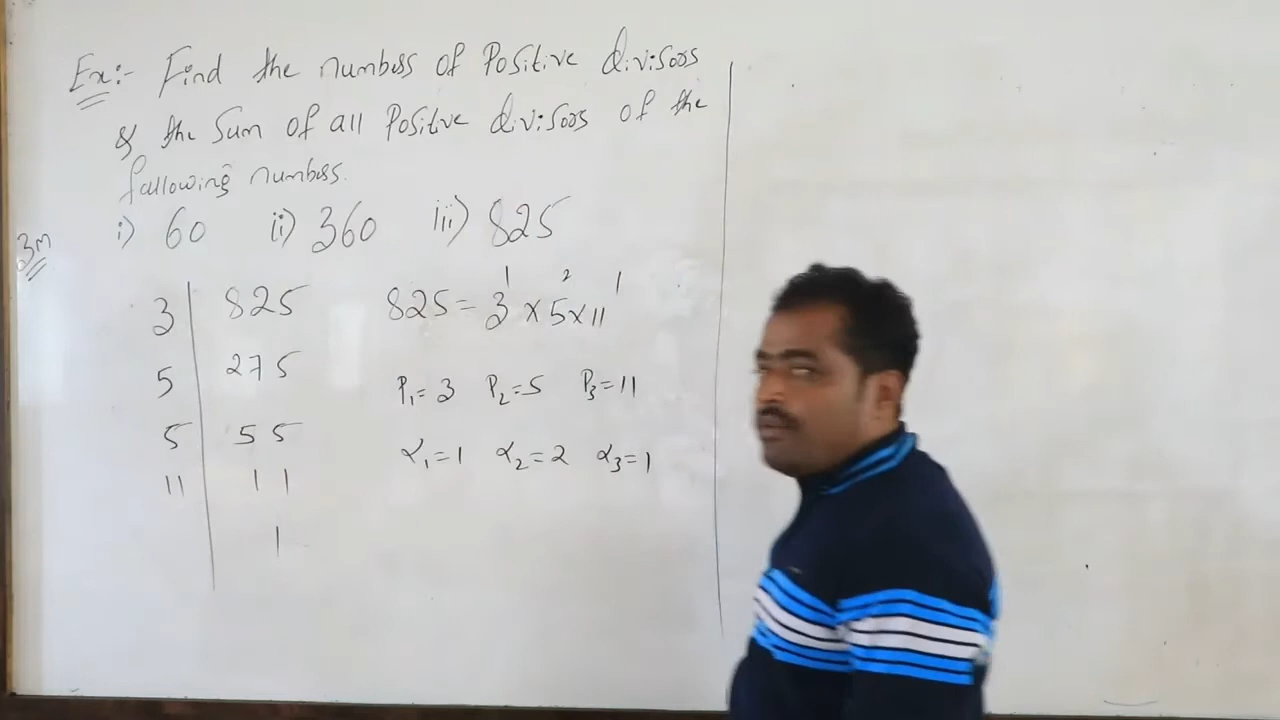 Ex:- Find the numbers of Positive divisors
& the Sum of all Positive divisors of the
following numbers.
i) 60 ii) 360 iii) 825
3m
3 | 825
5 | 275
5 | 55
11 | 11
1
825 = 3¹ × 5² × 11¹
P₁=3 P₂=5 P₃=11
α₁=1 α₂=2 α₃=1